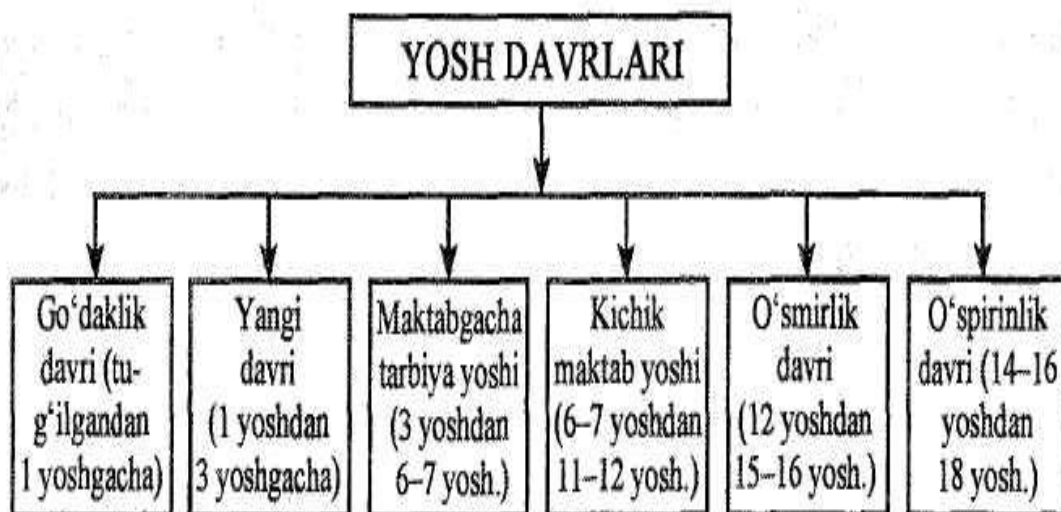 YOSH DAVRLARI
Go‘daklik
davri (tu-
g‘ilgandan
1 yoshgacha)
Yangi
davri
(1 yoshdan
3 yoshgacha)
Maktabgacha
tarbiya yoshi
(3 yoshdan
6–7 yosh.)
Kichik
maktab yoshi
(6–7 yoshdan
11–12 yosh.)
O‘smirlik
davri
(12 yoshdan
15–16 yosh.)
O‘spirinlik
davri (14–16
yoshdan
18 yosh.)